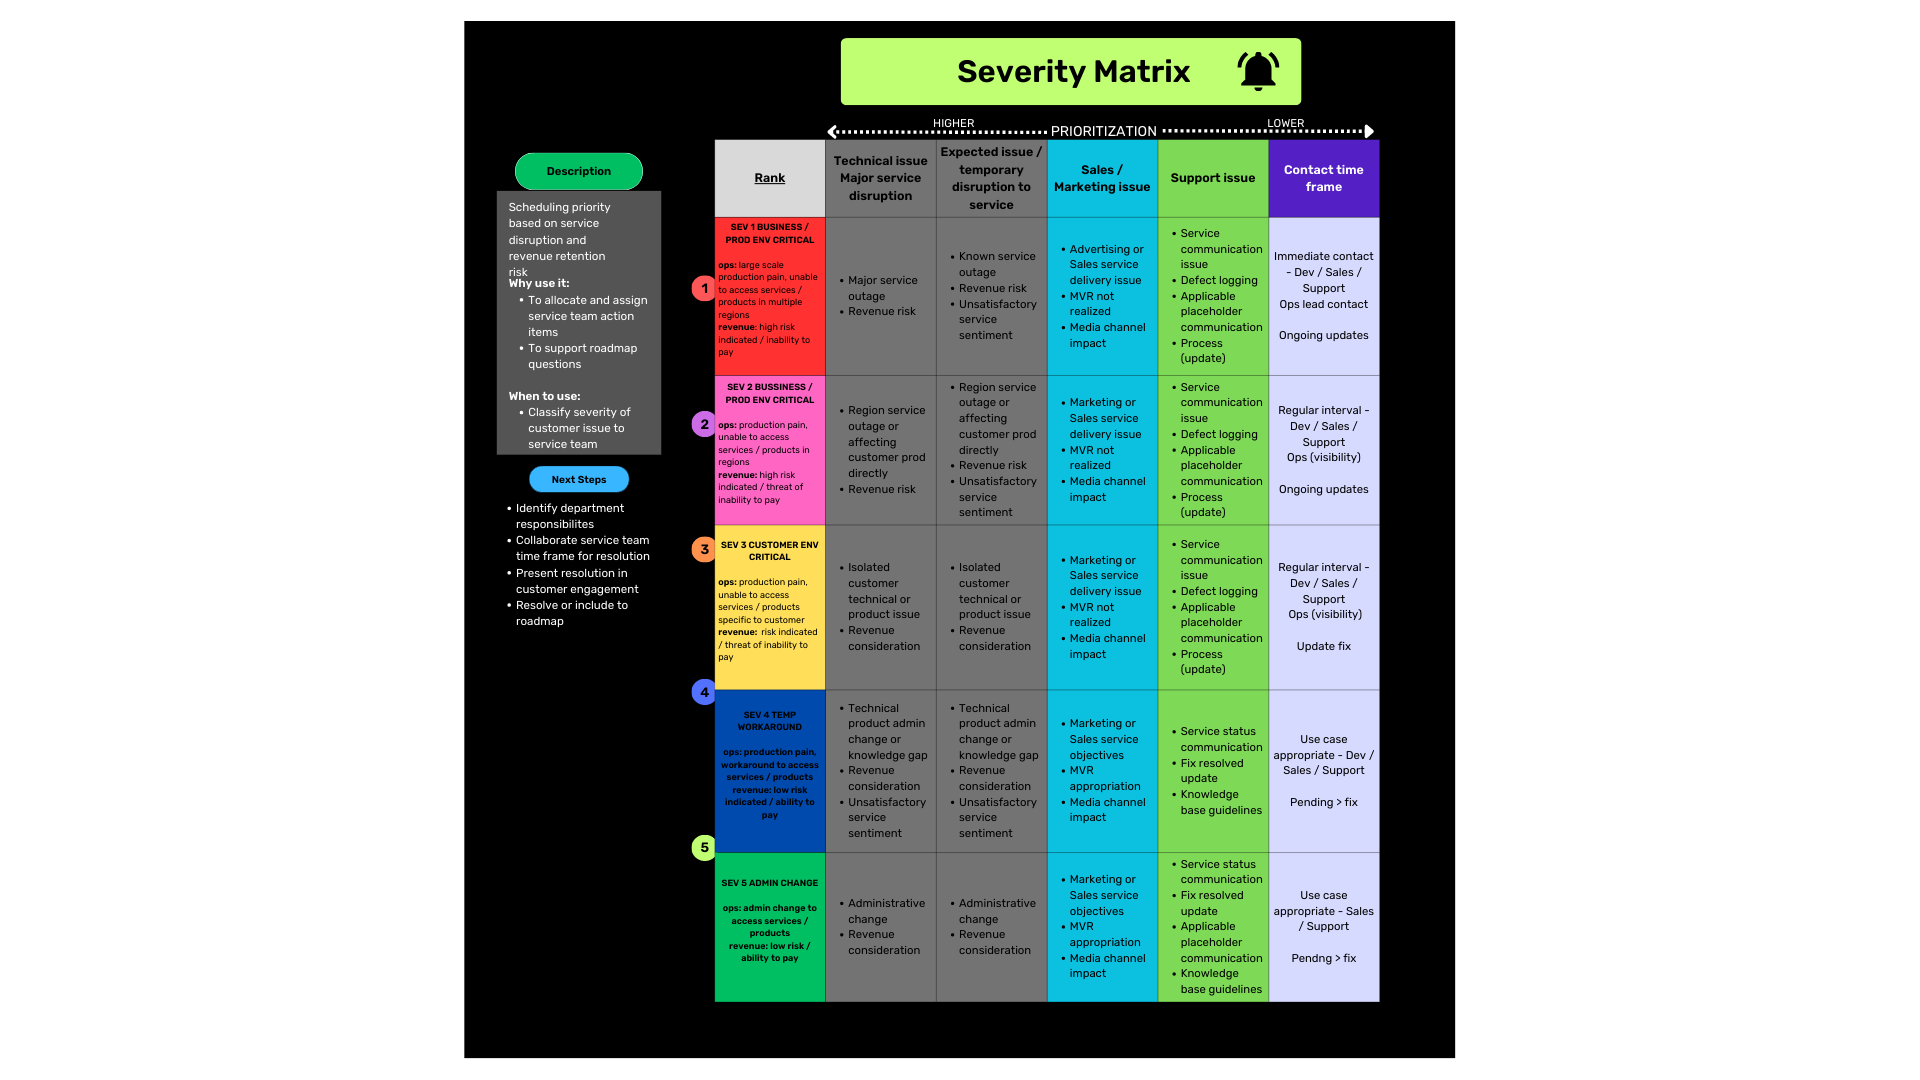 Severity Matrix
HIGHER
PRIORITIZATION
LOWER
Description
Scheduling priority
based on service
disruption and
revenue retention
risk
Why use it:
• To allocate and assign
service team action
items
• To support roadmap
questions
When to use:
• Classify severity of
customer issue to
service team
Next Steps
• Identify department
responsibilites
• Collaborate service team
time frame for resolution
• Present resolution in
customer engagement
• Resolve or include to
roadmap
Rank
Technical issue
Major service
disruption
Expected issue /
temporary
disruption to
service
Sales /
Marketing issue
Support issue
Contact time
frame
1
SEV 1 BUSINESS /
PROD ENV CRITICAL
ops: large scale
production pain, unable
to access services /
products in multiple
regions
revenue: high risk
indicated / inability to
pay
• Major service
outage
• Revenue risk
• Known service
outage
• Revenue risk
• Unsatisfactory
service
sentiment
• Advertising or
Sales service
delivery issue
• MVR not
realized
• Media channel
impact
• Service
communication
issue
• Defect logging
• Applicable
placeholder
communication
• Process
(update)
Immediate contact
- Dev / Sales /
Support
Ops lead contact
Ongoing updates
2
SEV 2 BUSSINESS /
PROD ENV CRITICAL
ops: production pain,
unable to access
services / products in
regions
revenue: high risk
indicated / threat of
inability to pay
• Region service
outage or
affecting
customer prod
directly
• Revenue risk
• Region service
outage or
affecting
customer prod
directly
• Revenue risk
• Unsatisfactory
service
sentiment
• Marketing or
Sales service
delivery issue
• MVR not
realized
• Media channel
impact
• Service
communication
issue
• Defect logging
• Applicable
placeholder
communication
• Process
(update)
Regular interval -
Dev / Sales /
Support
Ops (visibility)
Ongoing updates
3
SEV 3 CUSTOMER ENV
CRITICAL
ops: production pain,
unable to access
services / products
specific to customer
revenue: risk indicated
/ threat of inability to
pay
• Isolated
customer
technical or
product issue
• Revenue
consideration
• Isolated
customer
technical or
product issue
• Revenue
consideration
• Marketing or
Sales service
delivery issue
• MVR not
realized
• Media channel
impact
• Service
communication
issue
• Defect logging
• Applicable
placeholder
communication
• Process
(update)
Regular interval -
Dev / Sales /
Support
Ops (visibility)
Update fix
4
SEV 4 TEMP
WORKAROUND
ops: production pain,
workaround to access
services / products
revenue: low risk
indicated / ability to
pay
• Technical
product admin
change or
knowledge gap
• Revenue
consideration
• Unsatisfactory
service
sentiment
• Technical
product admin
change or
knowledge gap
• Revenue
consideration
• Unsatisfactory
service
sentiment
• Marketing or
Sales service
objectives
• MVR
appropriation
• Media channel
impact
• Service status
communication
• Fix resolved
update
• Knowledge
base guidelines
Use case
appropriate - Dev /
Sales / Support
Pending > fix
5
SEV 5 ADMIN CHANGE
ops: admin change to
access services /
products
revenue: low risk /
ability to pay
• Administrative
change
• Revenue
consideration
• Administrative
change
• Revenue
consideration
• Marketing or
Sales service
objectives
• MVR
appropriation
• Media channel
impact
• Service status
communication
• Fix resolved
update
• Applicable
placeholder
communication
• Knowledge
base guidelines
Use case
appropriate - Sales
/ Support
Pendng > fix